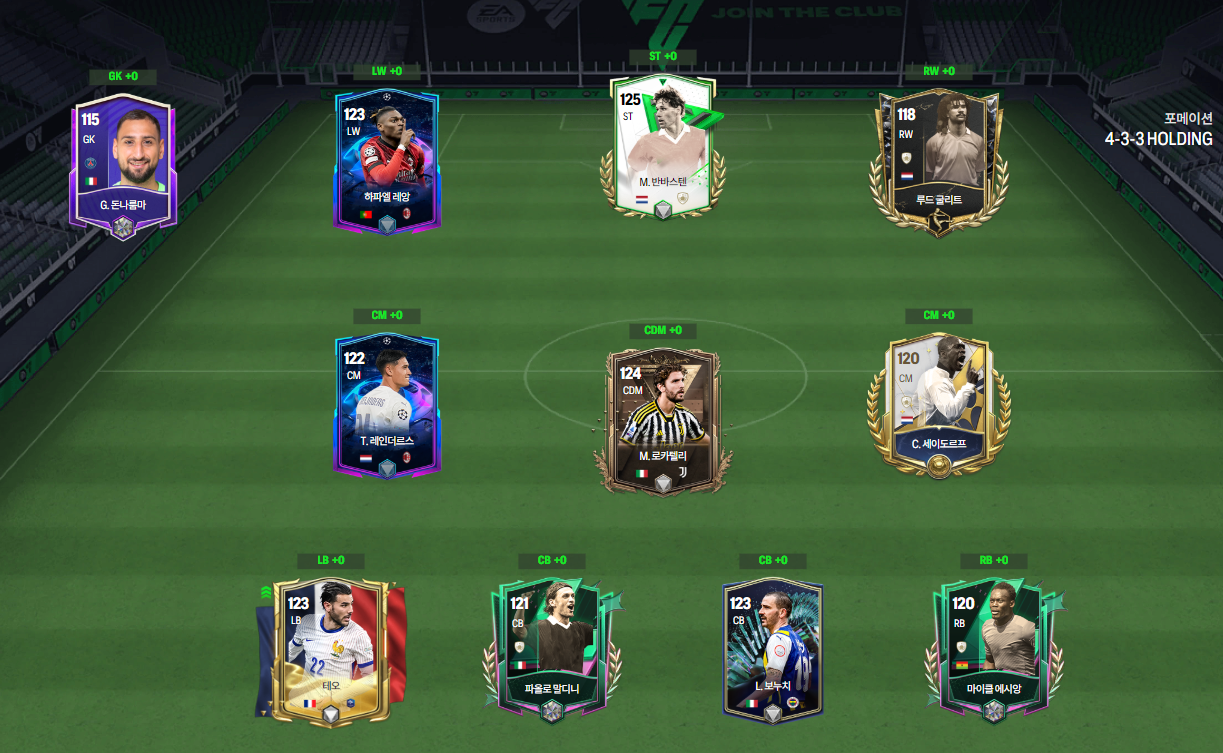 EA
SPORTS
JOIN THE CLUB
ST +0
GK +0
LW +0
RW +0
115
GK
G. 돈나룸마
123
LW
하파엘 레앙
125
ST
M. 반바스텐
118
RW
루드 굴리트
포메이션
4-3-3 HOLDING
CM +0
CDM +0
CM +0
122
CM
T. 레인더르스
124
CDM
M. 로카텔리
120
CM
C. 세이도르프
LB +0
CB +0
CB +0
RB +0
123
LB
22
테오
121
CB
파올로 말디니
123
CB
L. 보누치
120
RB
마이클 에시앙